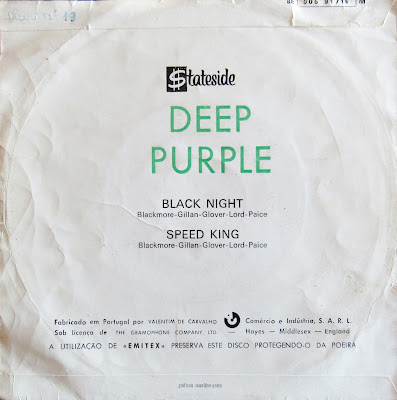 Stateside
DEEP
PURPLE
BLACK NIGHT
Blackmore-Gillan-Glover-Lord-Paice
SPEED KING
Blackmore-Gillan-Glover-Lord-Paice
Fabricado em Portugal por VALENTIM DE CARVALHO Comércio e Indústria, S. A. R. L.
Sob licença de THE GRAMOPHONE COMPANY, LTD. — Hayes — Middlesex — England
A UTILIZAÇÃO DE «EMITEX» PRESERVA ESTE DISCO PROTEGENDO-O DA POEIRA